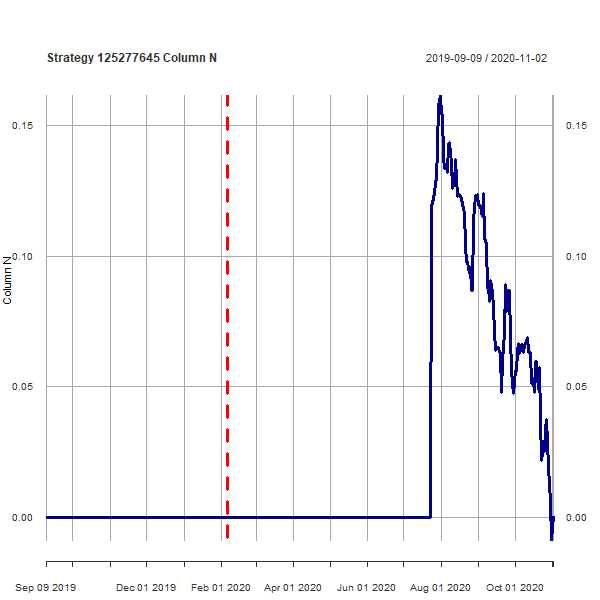 Strategy 125277645 Column N
2019-09-09 / 2020-11-02
0.15
0.15
0.10
0.10
Column N
0.05
0.05
0.00
0.00
Sep 09 2019
Dec 01 2019
Feb 01 2020
Apr 01 2020
Jun 01 2020
Aug 01 2020
Oct 01 2020